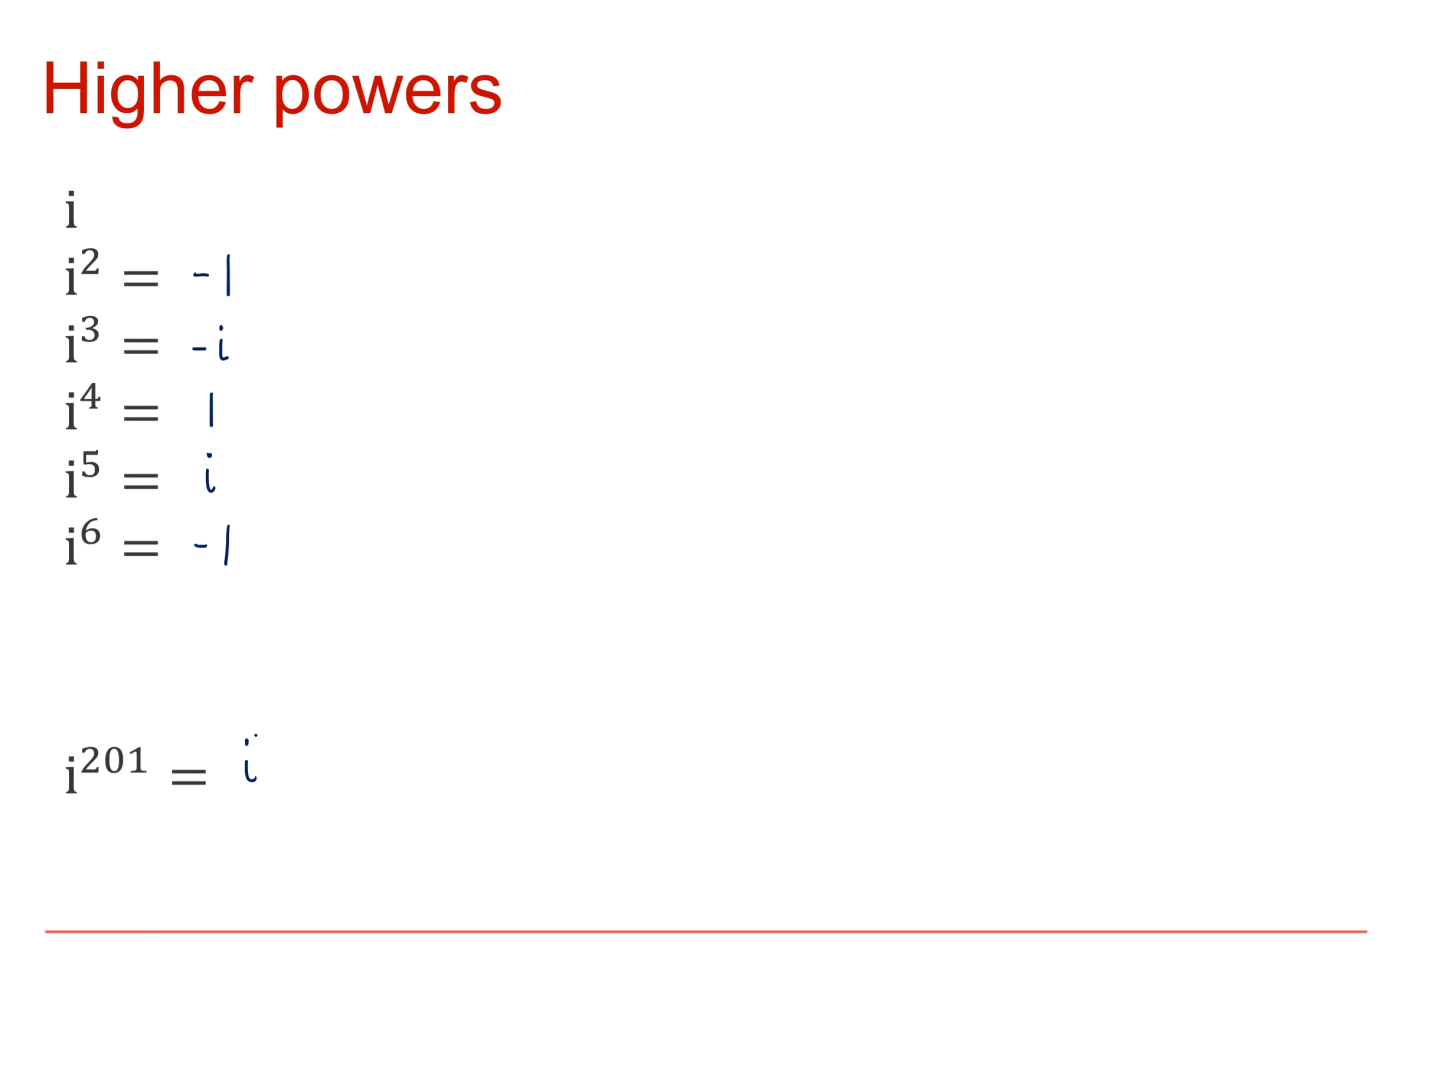 Higher powers
i
i² = -1
i³ = -i
i⁴ = 1
i⁵ = i
i⁶ = -1
i²⁰¹ = i